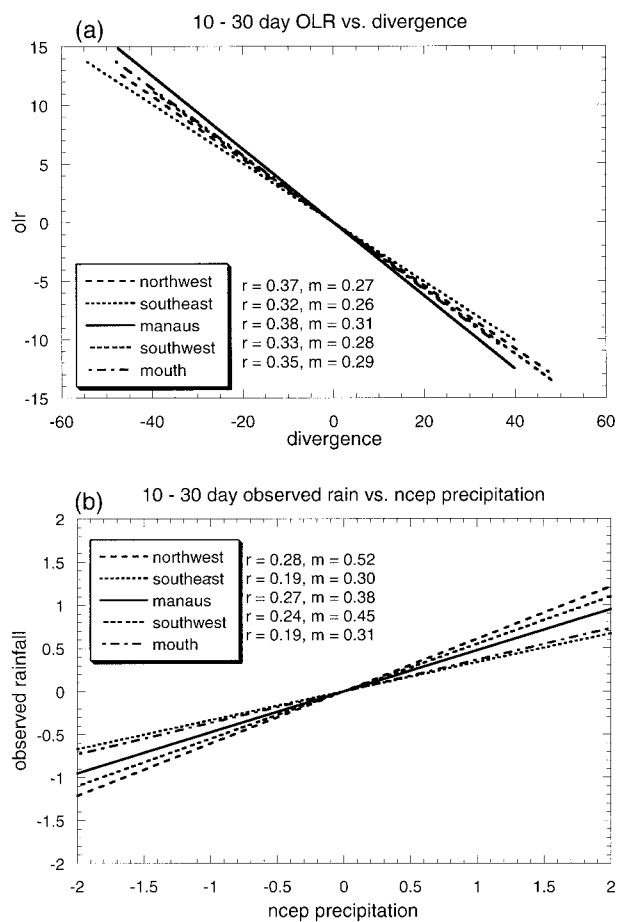 (a) 10 - 30 day OLR vs. divergence
15
10
5
0
-5
-10
-15
olr
northwest r = 0.37, m = 0.27
southeast r = 0.32, m = 0.26
manaus r = 0.38, m = 0.31
southwest r = 0.33, m = 0.28
mouth r = 0.35, m = 0.29
-60 -40 -20 0 20 40 60
divergence
(b) 10 - 30 day observed rain vs. ncep precipitation
2
1.5
1
0.5
0
-0.5
-1
-1.5
-2
observed rainfall
northwest r = 0.28, m = 0.52
southeast r = 0.19, m = 0.30
manaus r = 0.27, m = 0.38
southwest r = 0.24, m = 0.45
mouth r = 0.19, m = 0.31
-2 -1.5 -1 -0.5 0 0.5 1 1.5 2
ncep precipitation